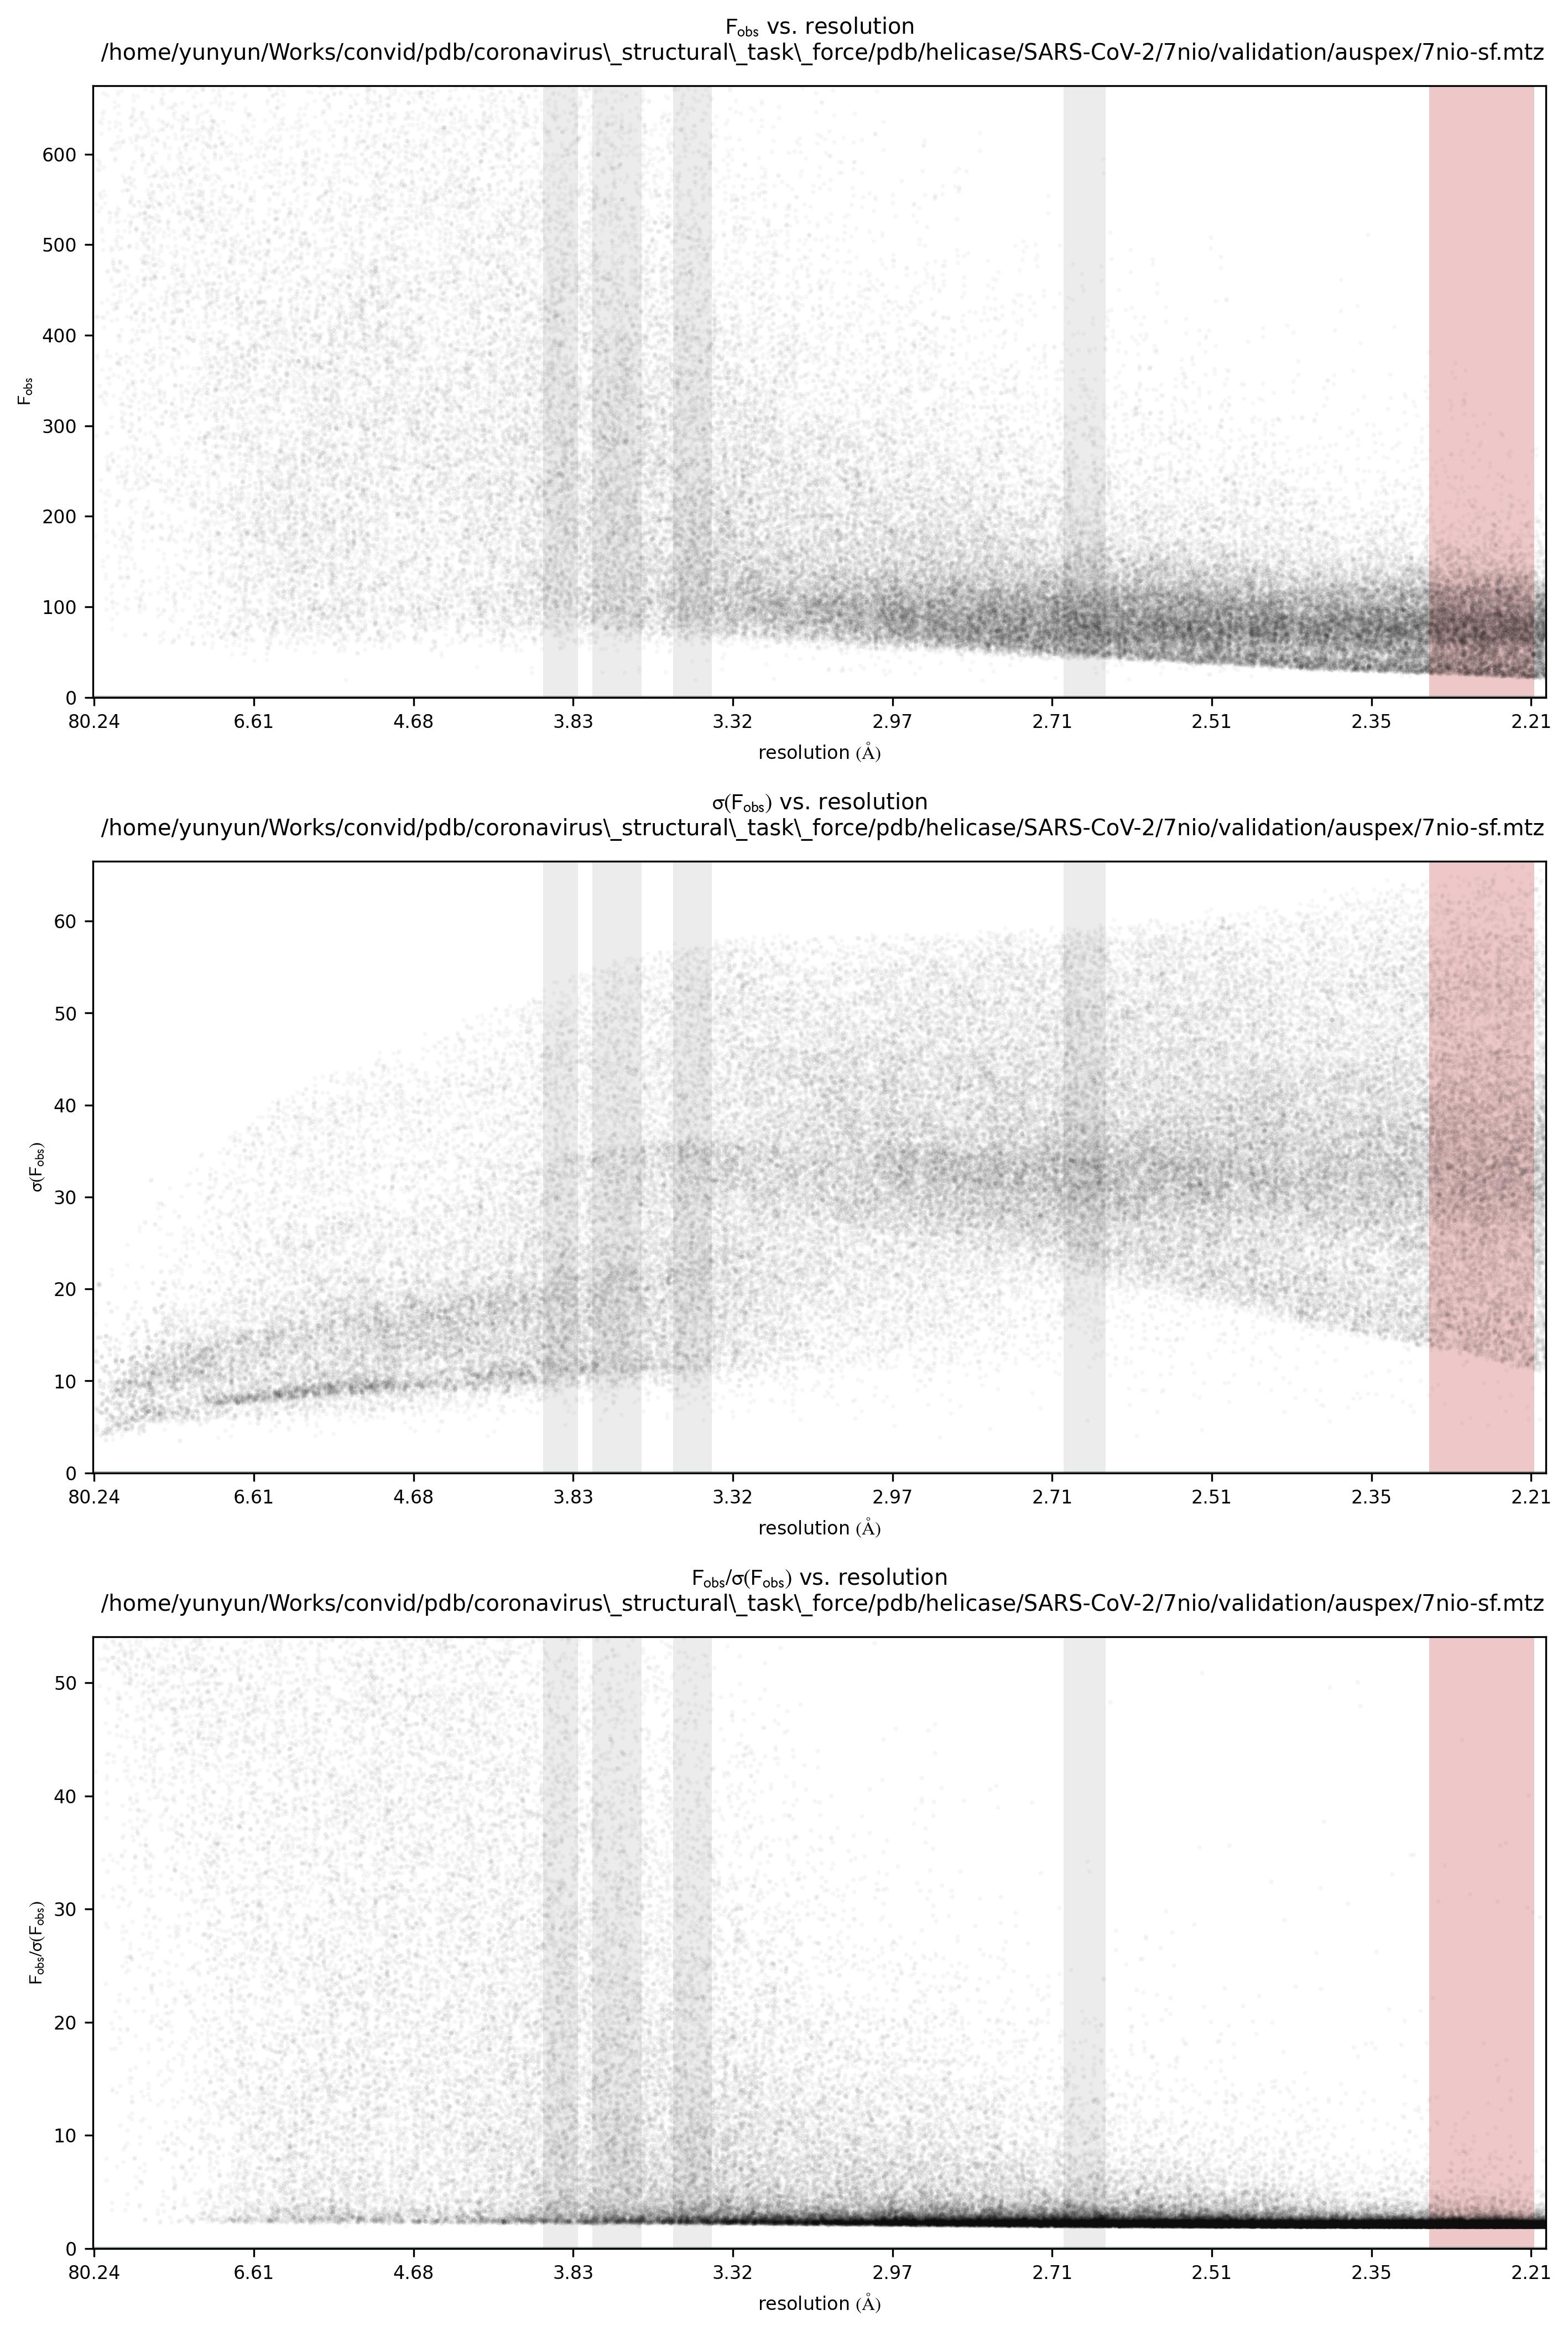 Fobs vs. resolution
/home/yunyun/Works/convid/pdb/coronavirus\_structural\_task\_force/pdb/helicase/SARS-CoV-2/7nio/validation/auspex/7nio-sf.mtz
600
500
400
300
200
100
0
Fobs
80.24 6.61 4.68 3.83 3.32 2.97 2.71 2.51 2.35 2.21
resolution (Å)
σ(Fobs) vs. resolution
/home/yunyun/Works/convid/pdb/coronavirus\_structural\_task\_force/pdb/helicase/SARS-CoV-2/7nio/validation/auspex/7nio-sf.mtz
60
50
40
30
20
10
0
σ(Fobs)
80.24 6.61 4.68 3.83 3.32 2.97 2.71 2.51 2.35 2.21
resolution (Å)
Fobs/σ(Fobs) vs. resolution
/home/yunyun/Works/convid/pdb/coronavirus\_structural\_task\_force/pdb/helicase/SARS-CoV-2/7nio/validation/auspex/7nio-sf.mtz
50
40
30
20
10
0
Fobs/σ(Fobs)
80.24 6.61 4.68 3.83 3.32 2.97 2.71 2.51 2.35 2.21
resolution (Å)